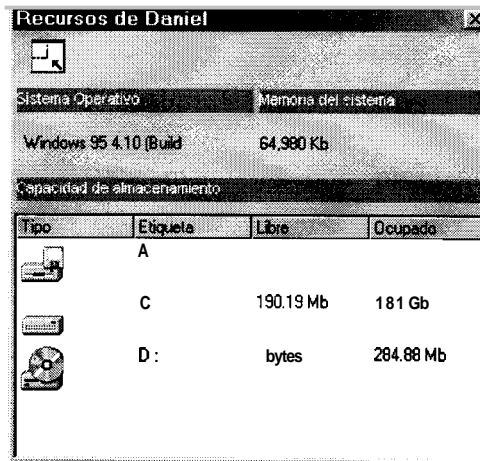 Recursos de Daniel
Sistema Operativo Memoria del sistema
Windows 95 4.10 (Build 64,980 Kb
Capacidad de almacenamiento
Tipo Etiqueta Libre Ocupado
A
C 190.19 Mb 181 Gb
D : bytes 284.88 Mb